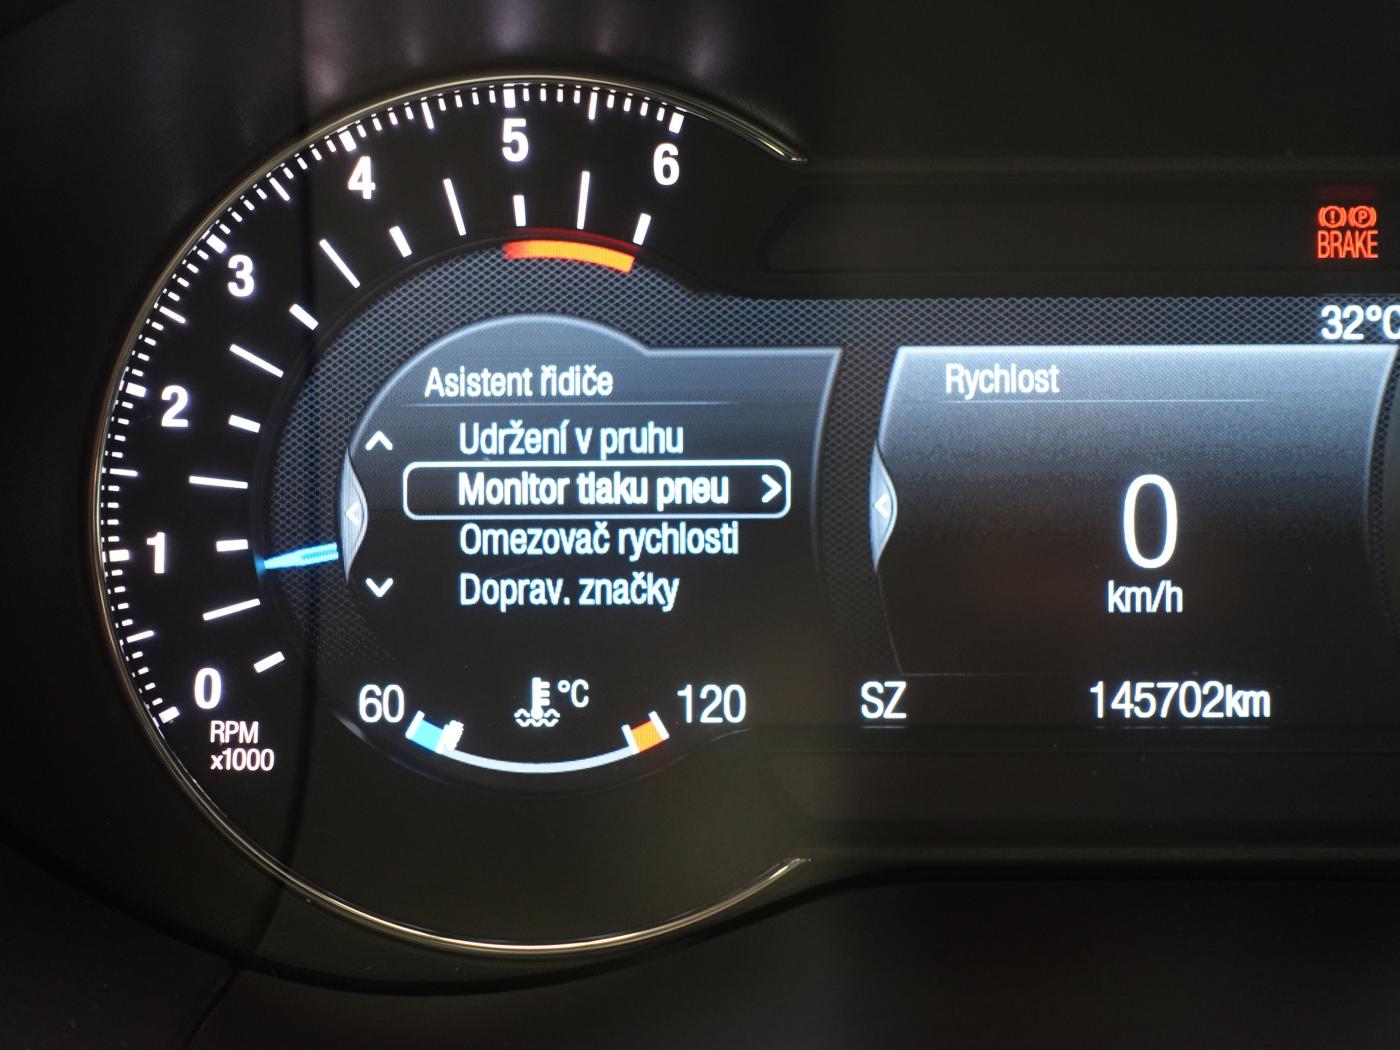 5
4
6
3
BRAKE
32°C
Asistent řidiče
Rychlost
2
Udržení v pruhu
Monitor tlaku pneu
0
1
Omezovač rychlosti
Doprav. značky
km/h
0
60
°C
120
SZ
145702km
RPM
x1000